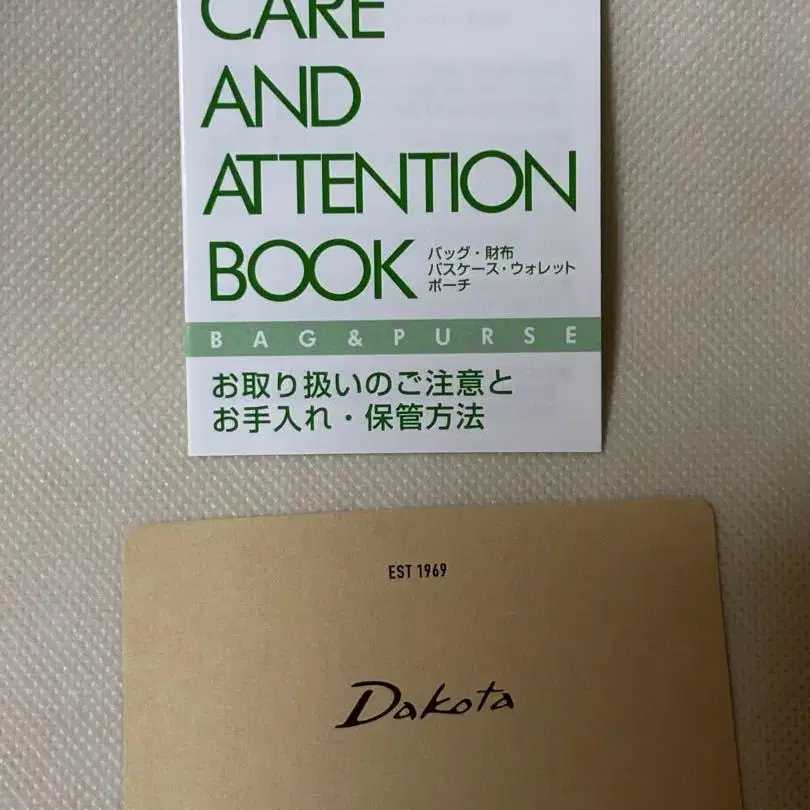 CARE
AND
ATTENTION
BOOK
バッグ・財布
パスケース・ウォレット
ポーチ
BAG & PURSE
お取り扱いのご注意と
お手入れ・保管方法
EST 1969
Dakota